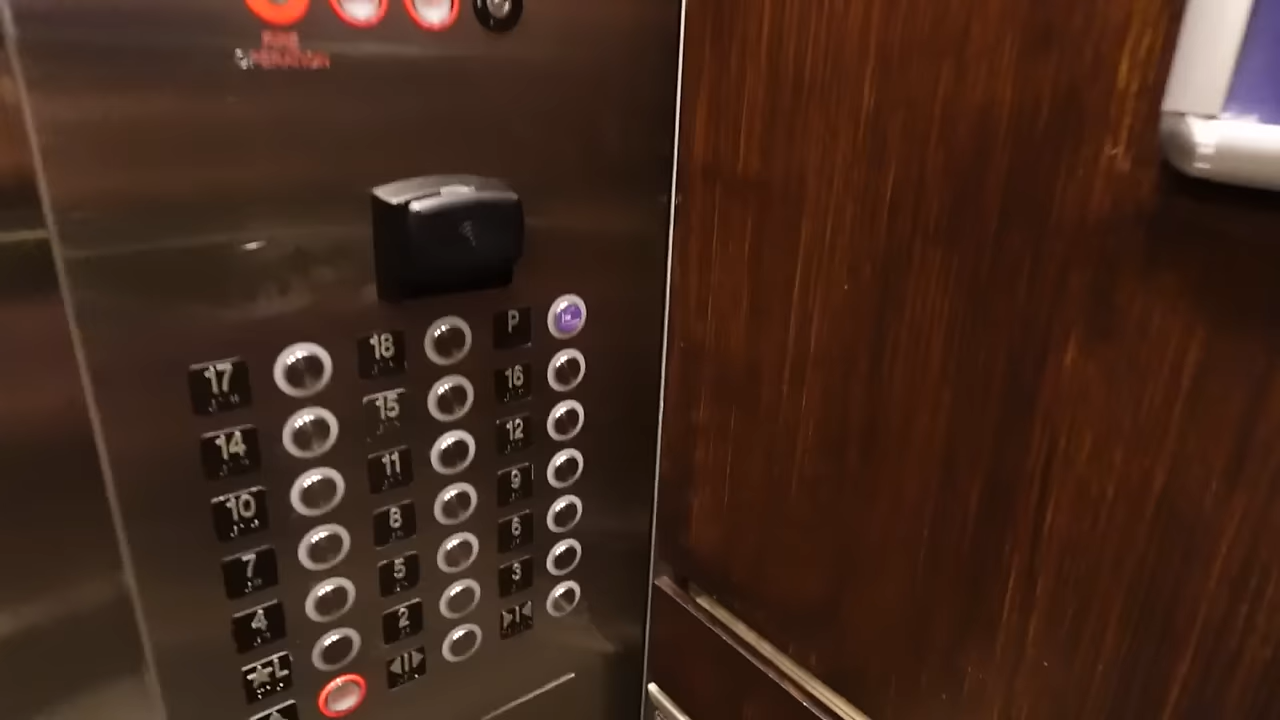 FIRE
OPERATION
17 18 P
14 15 16
10 11 12
7 8 9
4 5 6
★L 2 3